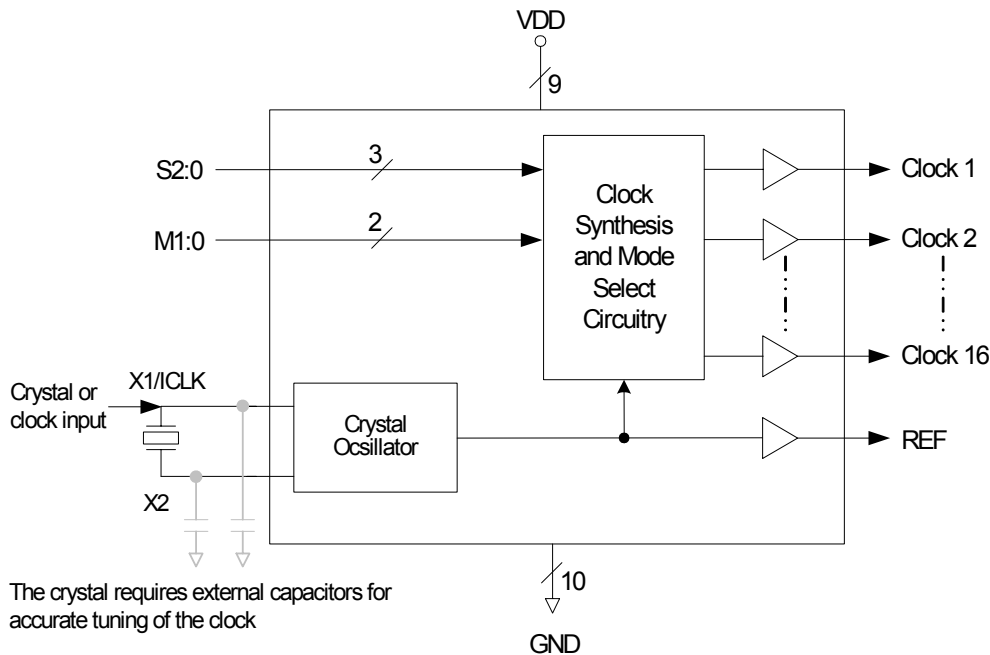 VDD
9
S2:0
3
M1:0
2
Clock
Synthesis
and Mode
Select
Circuitry
Clock 1
Clock 2
Clock 16
Crystal or
clock input
X1/ICLK
X2
Crystal
Ocsillator
REF
The crystal requires external capacitors for
accurate tuning of the clock
10
GND